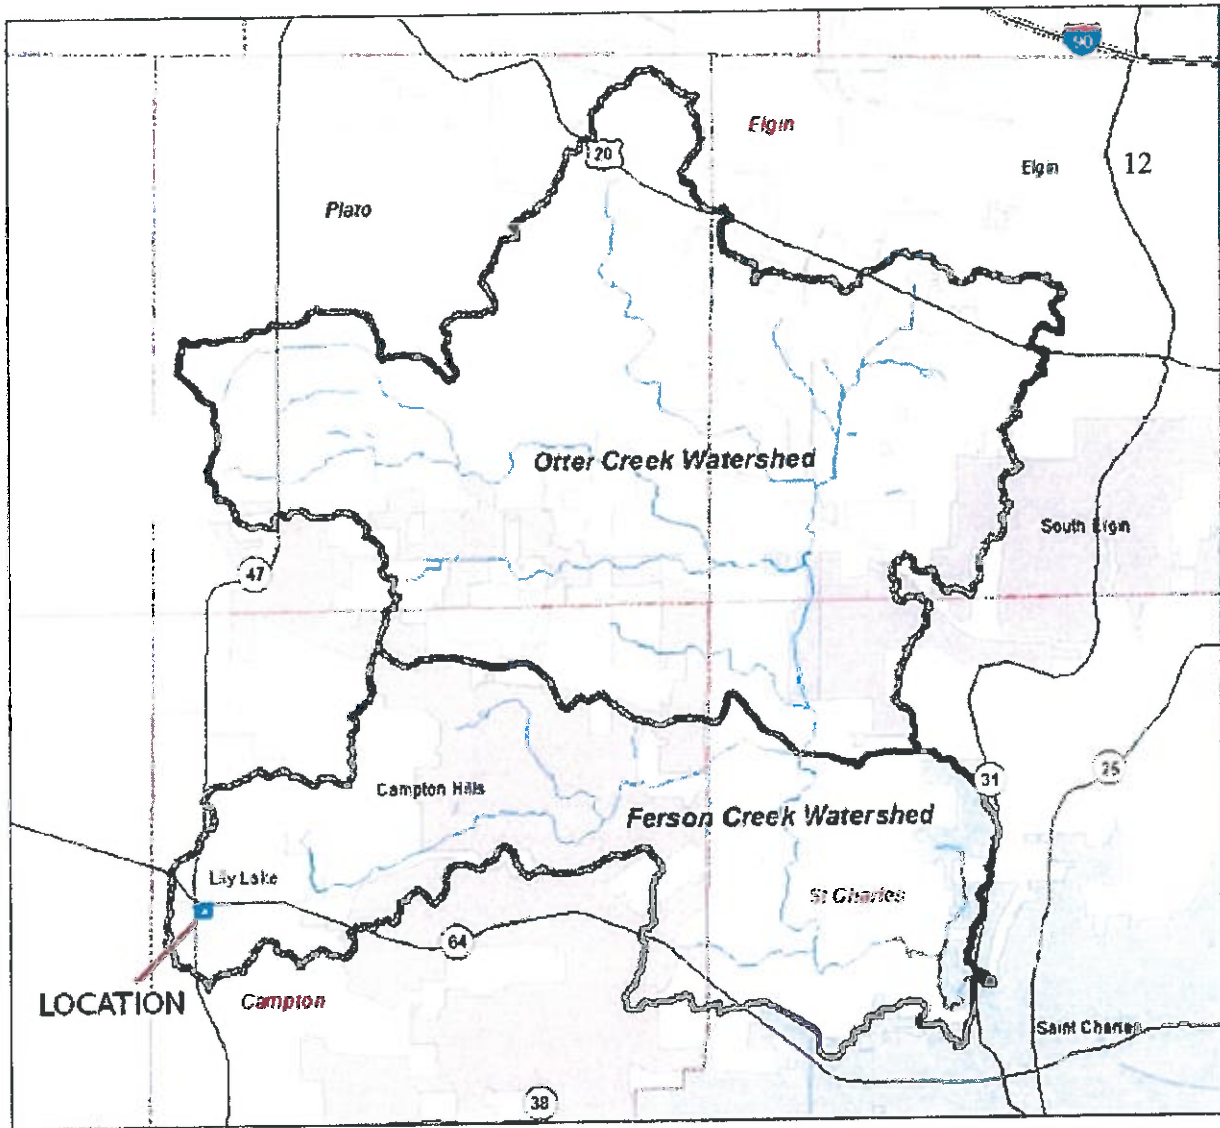 90
Elgin
Elgin
12
20
Plato
Otter Creek Watershed
South Elgin
47
Campton Hills
31
25
Ferson Creek Watershed
Lily Lake
St Charles
64
LOCATION
Campton
Saint Charles
38